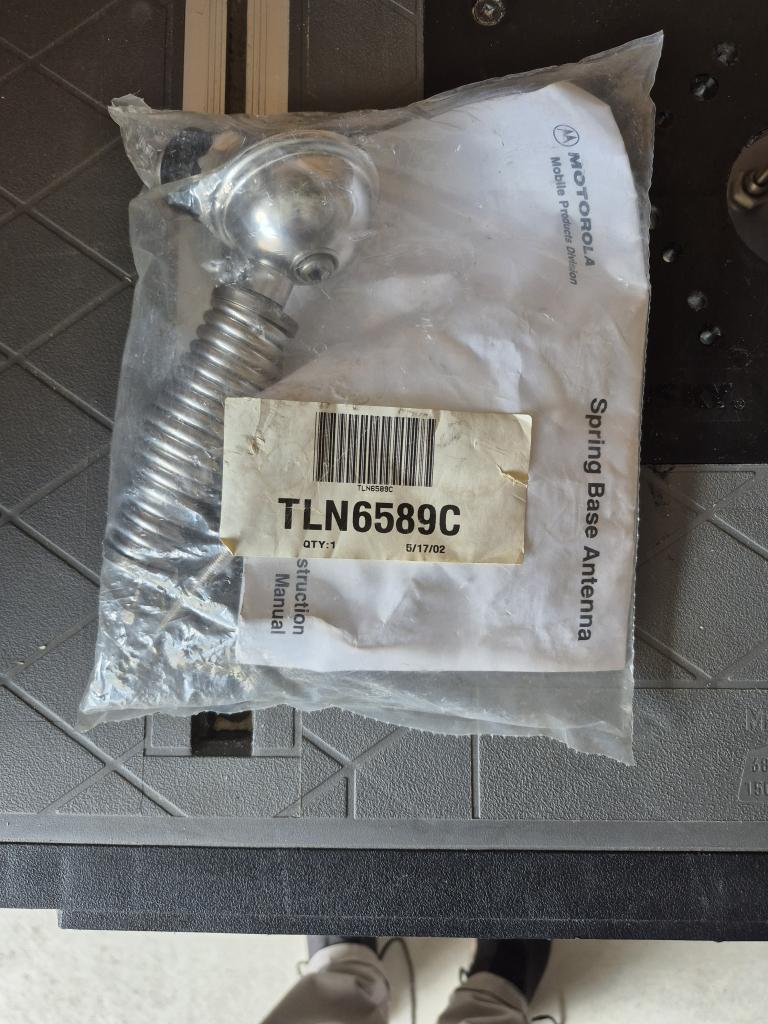 MOTOROLA
Mobile Products Division
Spring Base Antenna
TLN6589C
TLN6589C
QTY:1 5/17/02
struction
Manual